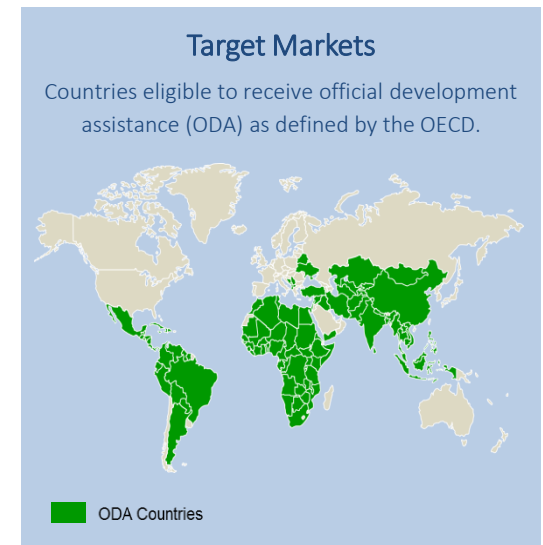 Target Markets
Countries eligible to receive official development
assistance (ODA) as defined by the OECD.
ODA Countries